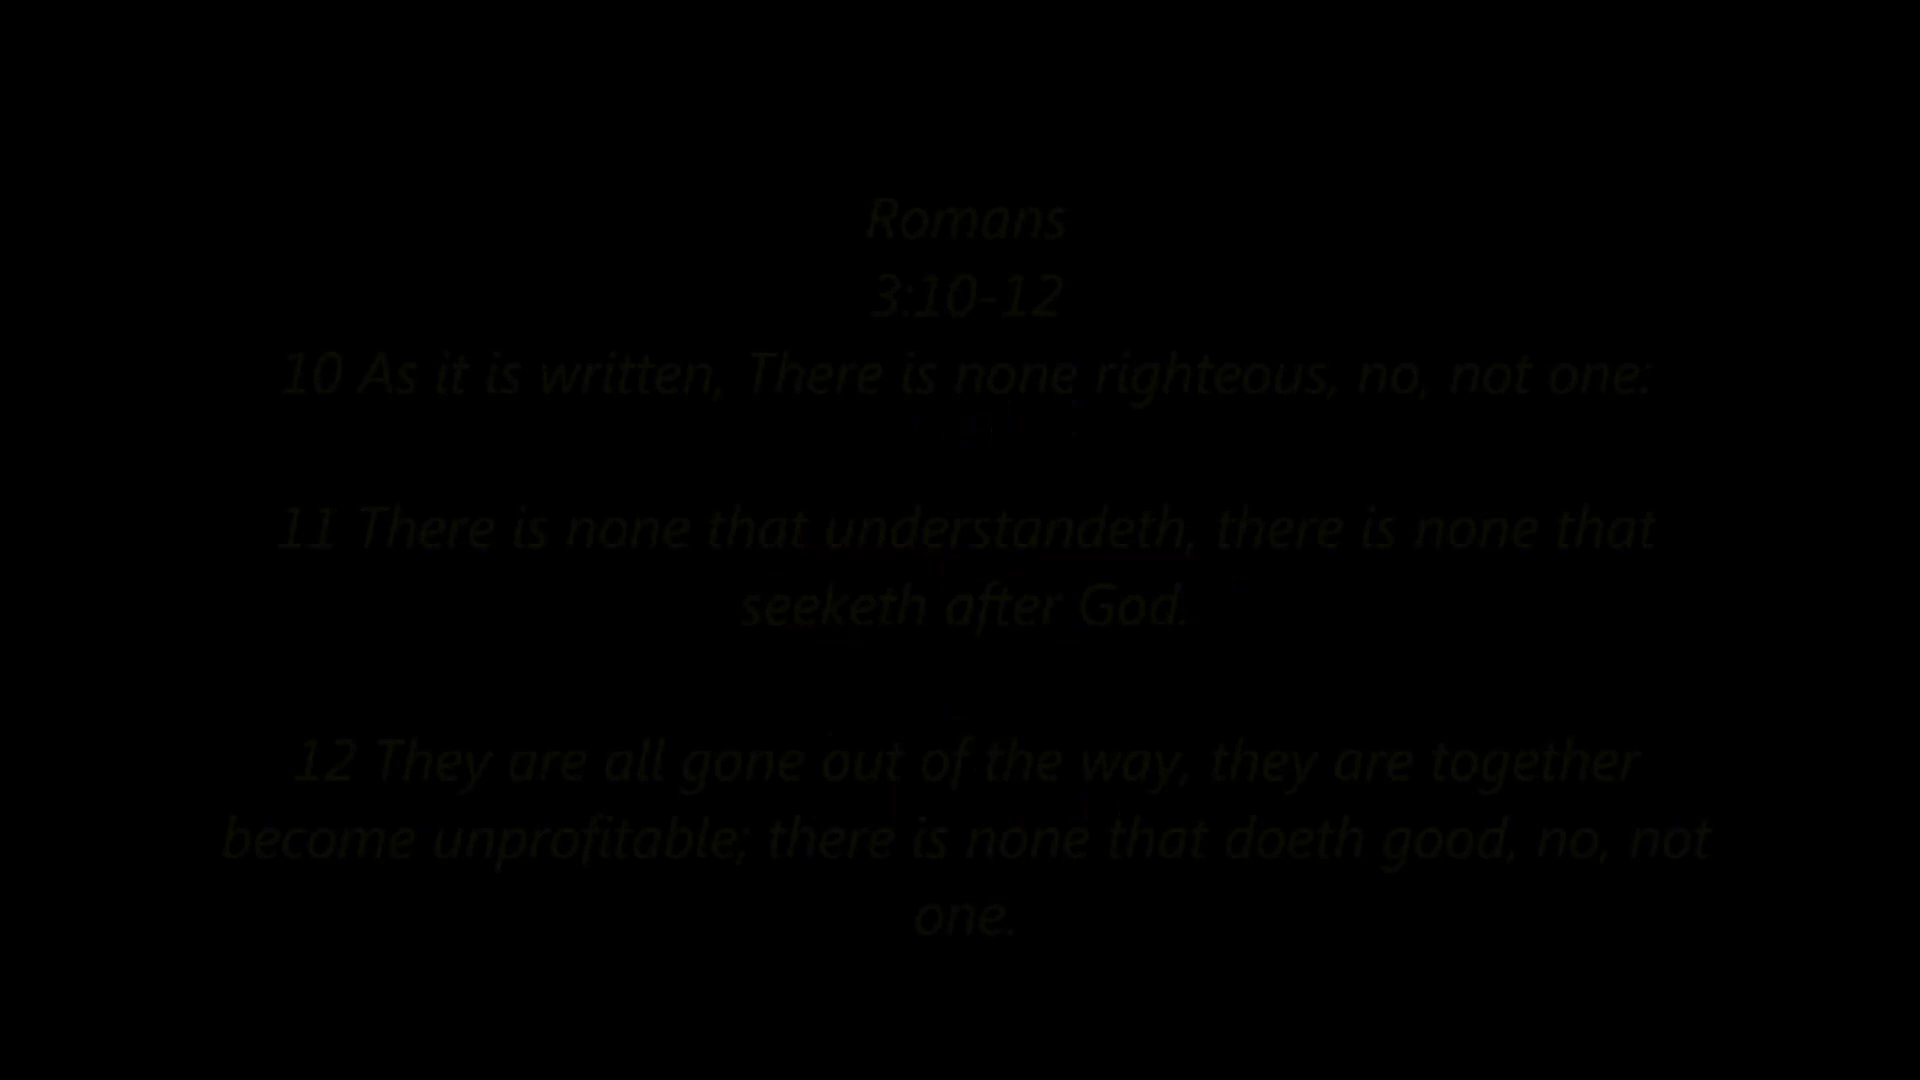 Romans
3:10-12
10 As it is written, There is none righteous, no, not one:
11 There is none that understandeth, there is none that
seeketh after God.
12 They are all gone out of the way, they are together
become unprofitable; there is none that doeth good, no, not
one.